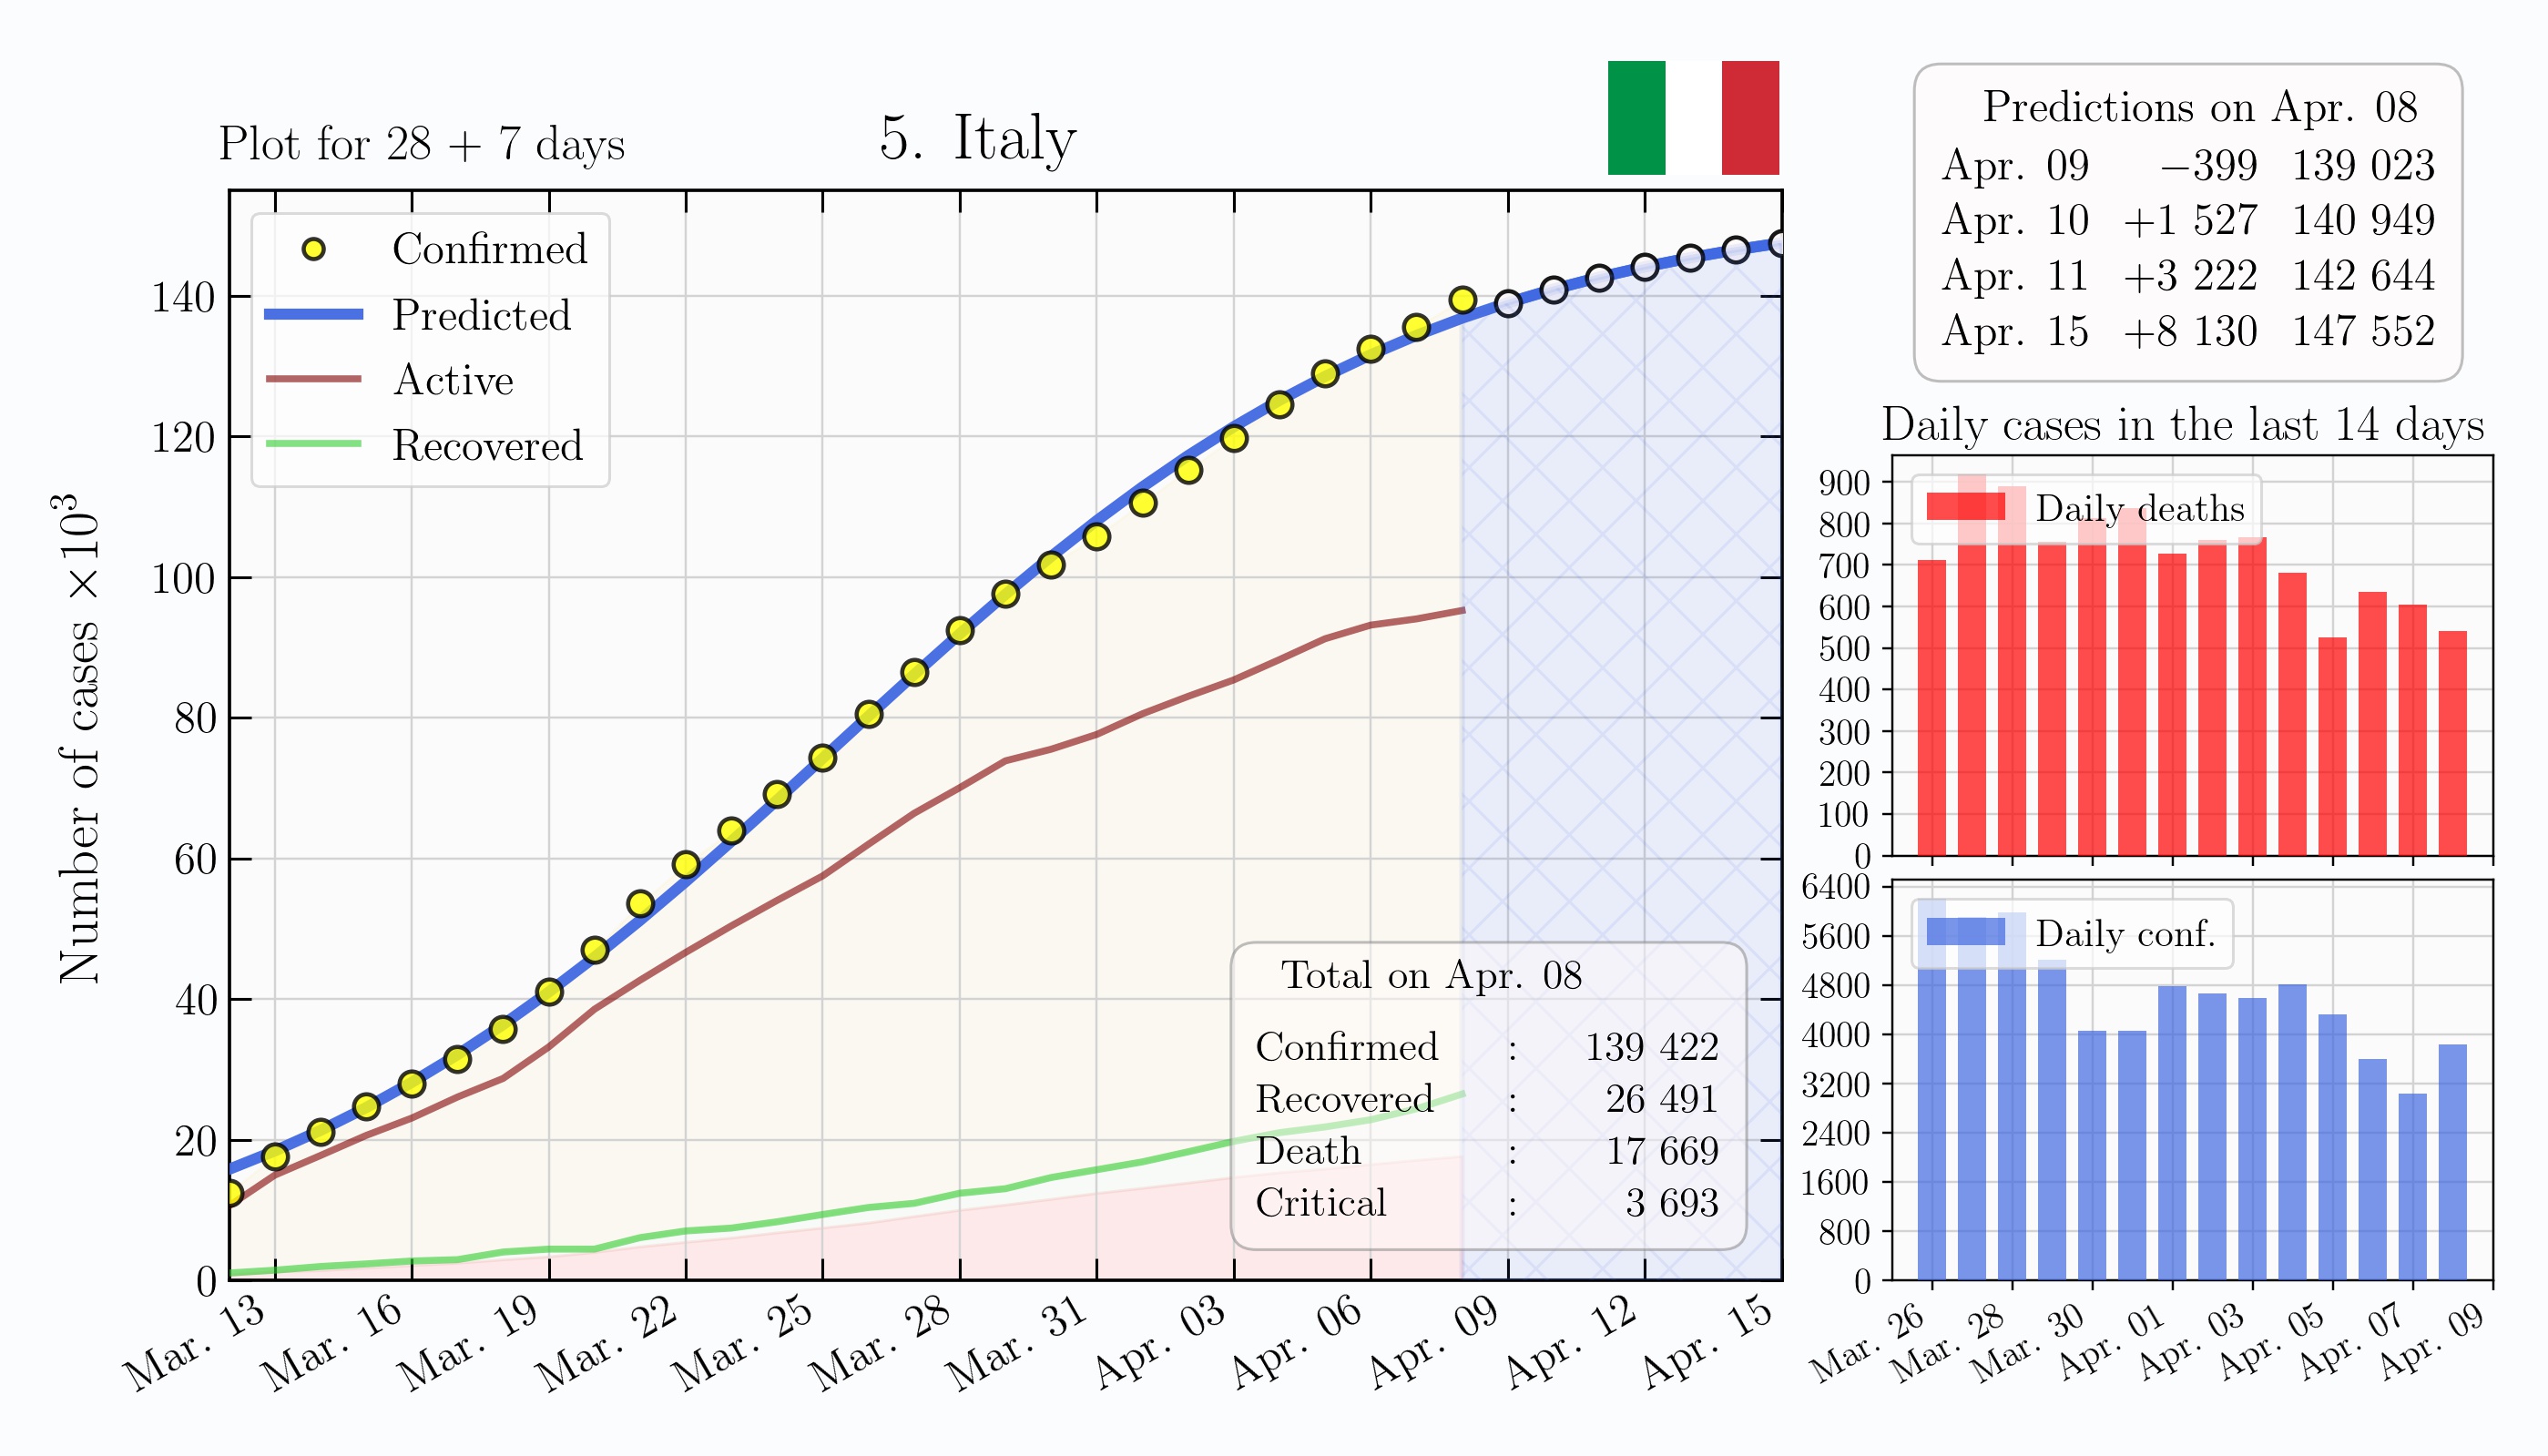 Plot for 28 + 7 days
5. Italy
Number of cases ×10³
140
120
100
80
60
40
20
0
Confirmed
Predicted
Active
Recovered
Total on Apr. 08
Confirmed : 139 422
Recovered : 26 491
Death : 17 669
Critical : 3 693
Mar. 13
Mar. 16
Mar. 19
Mar. 22
Mar. 25
Mar. 28
Mar. 31
Apr. 03
Apr. 06
Apr. 09
Apr. 12
Apr. 15
Predictions on Apr. 08
Apr. 09 −399 139 023
Apr. 10 +1 527 140 949
Apr. 11 +3 222 142 644
Apr. 15 +8 130 147 552
Daily cases in the last 14 days
900
800
700
600
500
400
300
200
100
0
Daily deaths
6400
5600
4800
4000
3200
2400
1600
800
0
Daily conf.
Mar. 26
Mar. 28
Mar. 30
Apr. 01
Apr. 03
Apr. 05
Apr. 07
Apr. 09